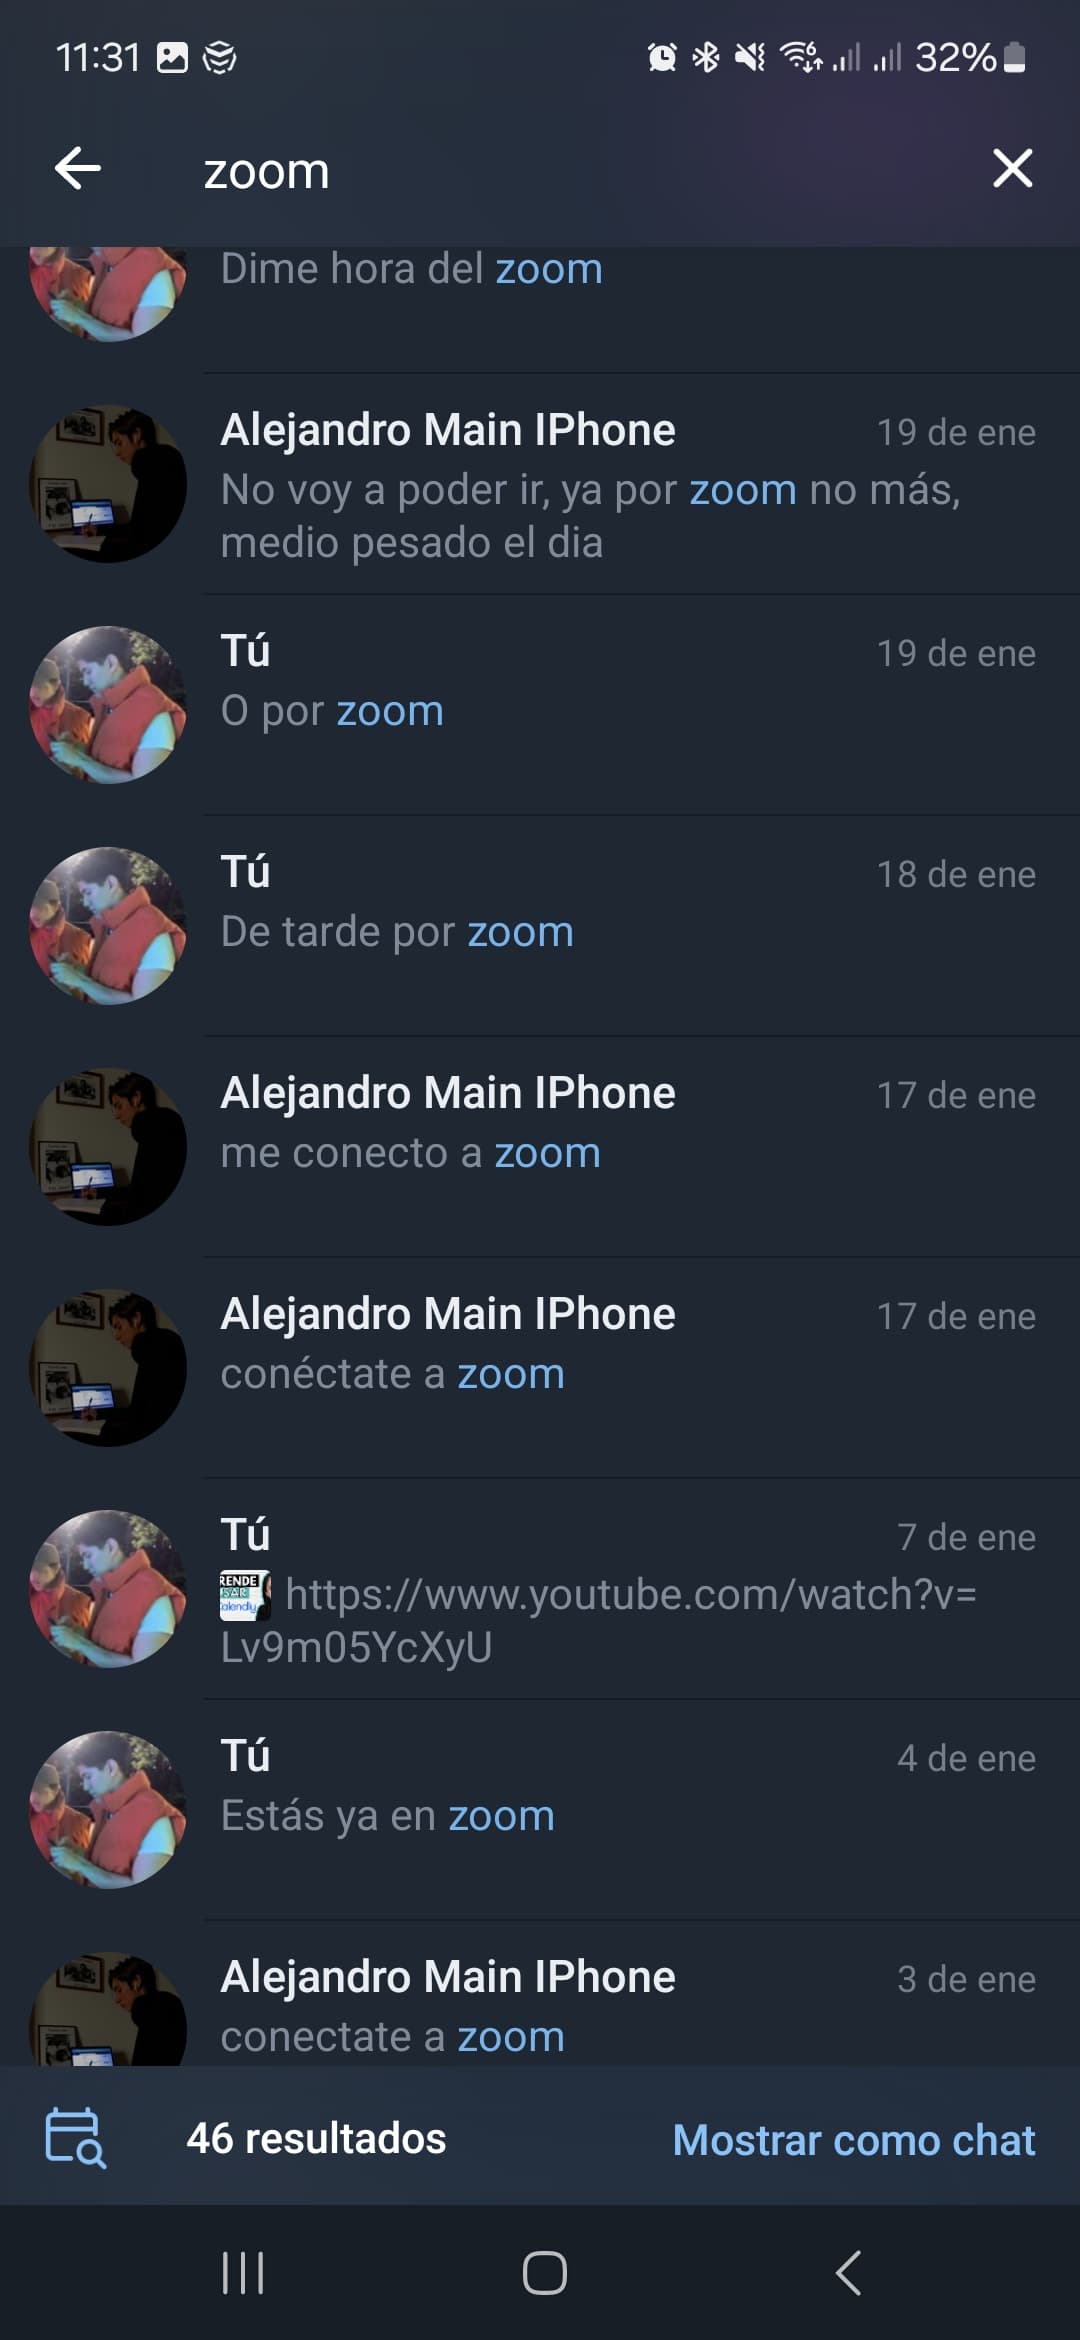 11:31
32%
zoom
Dime hora del zoom
Alejandro Main IPhone
19 de ene
No voy a poder ir, ya por zoom no más,
medio pesado el dia
Tú
19 de ene
O por zoom
Tú
18 de ene
De tarde por zoom
Alejandro Main IPhone
17 de ene
me conecto a zoom
Alejandro Main IPhone
17 de ene
conéctate a zoom
Tú
7 de ene
RENDE
SAR
alendly
https://www.youtube.com/watch?v=
Lv9m05YcXyU
Tú
4 de ene
Estás ya en zoom
Alejandro Main IPhone
3 de ene
conectate a zoom
46 resultados
Mostrar como chat